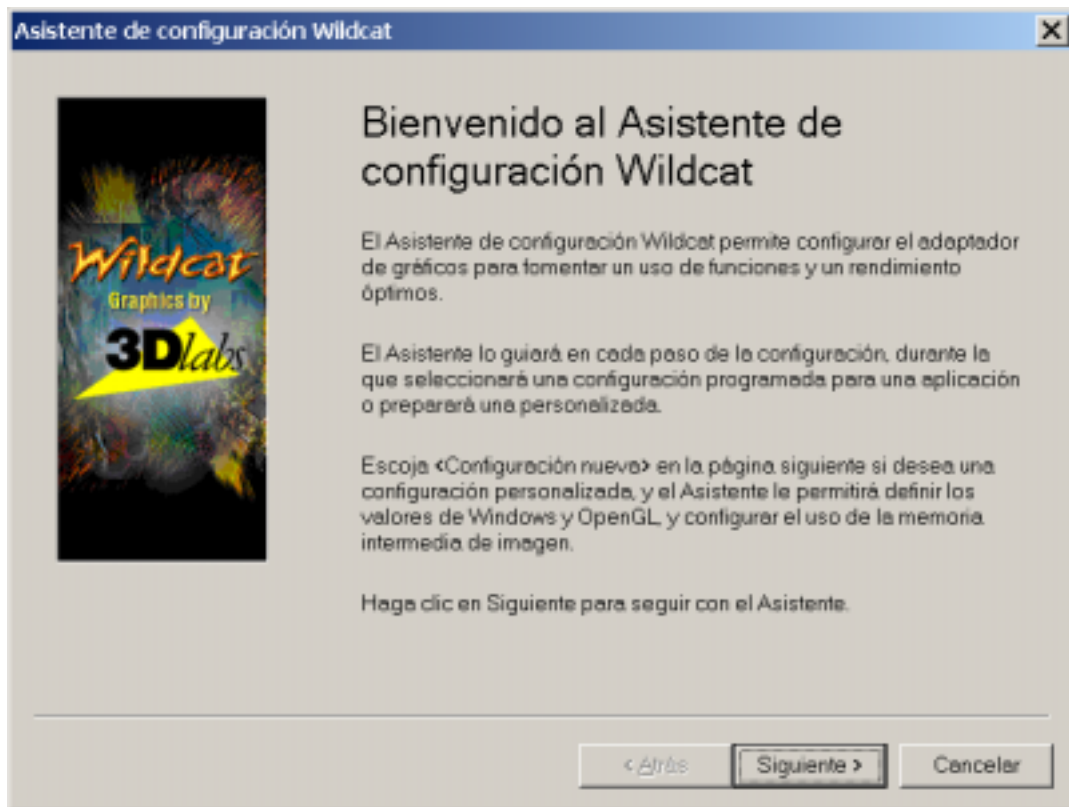 Asistente de configuración Wildcat
Wildcat
Graphics by
3Dlabs
Bienvenido al Asistente de
configuración Wildcat
El Asistente de configuración Wildcat permite configurar el adaptador
de gráficos para fomentar un uso de funciones y un rendimiento
óptimos.
El Asistente lo guiará en cada paso de la configuración, durante la
que seleccionará una configuración programada para una aplicación
o preparará una personalizada.
Escoja <Configuración nueva> en la página siguiente si desea una
configuración personalizada, y el Asistente le permitirá definir los
valores de Windows y OpenGL, y configurar el uso de la memoria
intermedia de imagen.
Haga clic en Siguiente para seguir con el Asistente.
< Atrás
Siguiente >
Cancelar